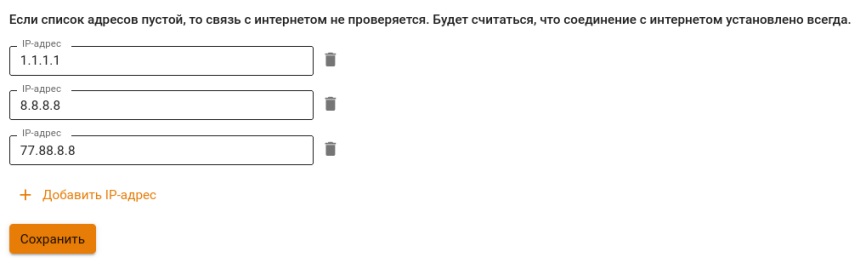 Если список адресов пустой, то связь с интернетом не проверяется. Будет считаться, что соединение с интернетом установлено всегда.
IP-адрес
1.1.1.1
IP-адрес
8.8.8.8
IP-адрес
77.88.8.8
+ Добавить IP-адрес
Сохранить